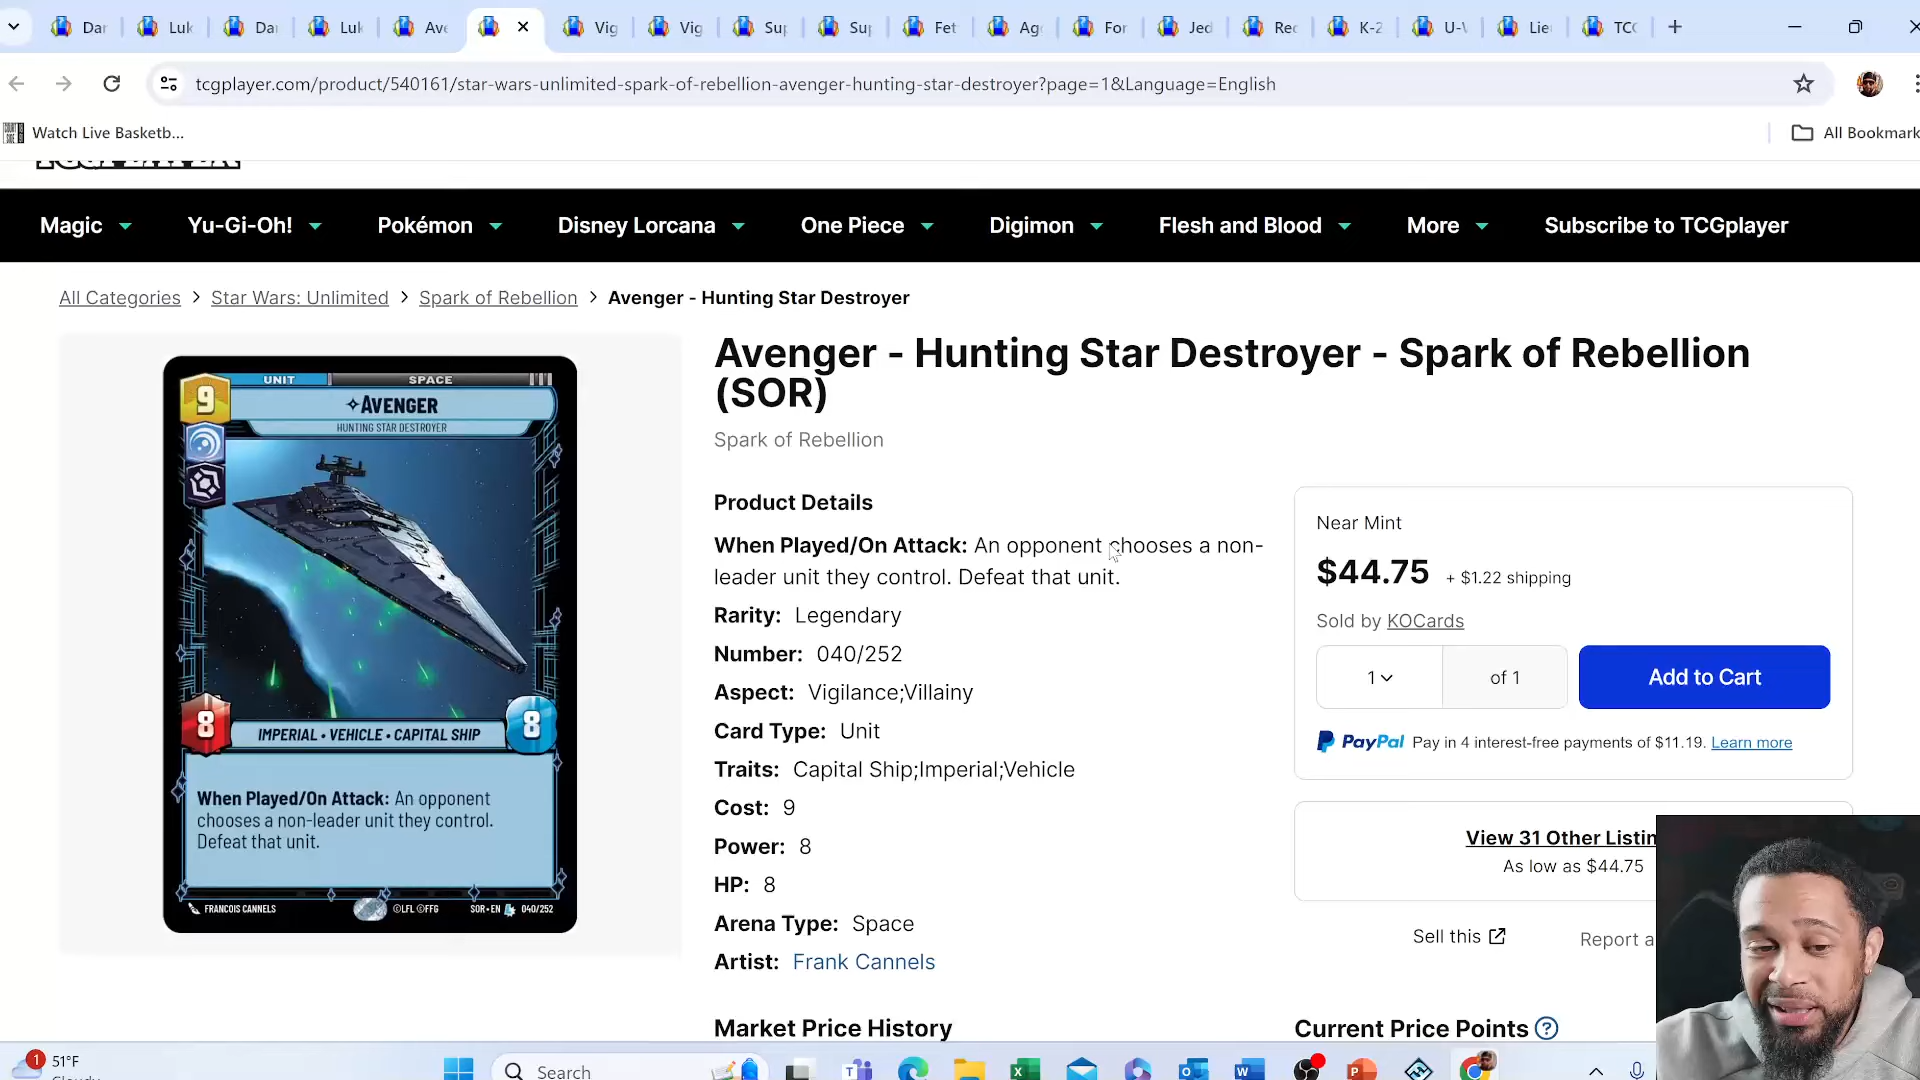 Dar Luk Dar Luk Ave Vig Vig Sup Sup Fet Age For Jed Rec K-2 U-V Lie TCG
tcgplayer.com/product/540161/star-wars-unlimited-spark-of-rebellion-avenger-hunting-star-destroyer?page=1&Language=English
Watch Live Basketb...
All Bookmark
Magic Yu-Gi-Oh! Pokémon Disney Lorcana One Piece Digimon Flesh and Blood More Subscribe to TCGplayer
All Categories > Star Wars: Unlimited > Spark of Rebellion > Avenger - Hunting Star Destroyer
UNIT SPACE
9
AVENGER
HUNTING STAR DESTROYER
8
8
IMPERIAL • VEHICLE • CAPITAL SHIP
When Played/On Attack: An opponent
chooses a non-leader unit they control.
Defeat that unit.
FRANCOIS CANNELS ©LFL ©FFG SOR•EN 040/252
Avenger - Hunting Star Destroyer - Spark of Rebellion
(SOR)
Spark of Rebellion
Product Details
When Played/On Attack: An opponent chooses a non-
leader unit they control. Defeat that unit.
Rarity: Legendary
Number: 040/252
Aspect: Vigilance;Villainy
Card Type: Unit
Traits: Capital Ship;Imperial;Vehicle
Cost: 9
Power: 8
HP: 8
Arena Type: Space
Artist: Frank Cannels
Market Price History
Near Mint
$44.75 + $1.22 shipping
Sold by KOCards
1 of 1 Add to Cart
PayPal Pay in 4 interest-free payments of $11.19. Learn more
View 31 Other Listin
As low as $44.75
Sell this Report a
Current Price Points ?
1 51°F
Cloudy
Search